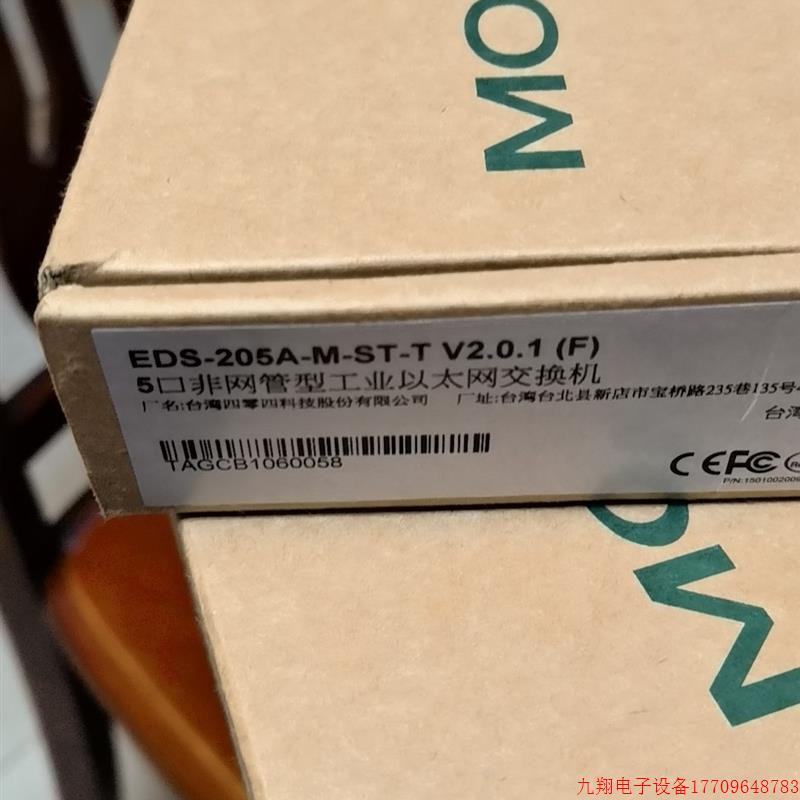 MO
EDS-205A-M-ST-T V2.0.1 (F)
5口非网管型工业以太网交换机
厂名:台湾四零四科技股份有限公司 厂址:台湾台北县新店市宝桥路235巷135号
台湾
TAGCB1060058
CE FC
P/N:1501002009
MO
九翔电子设备17709648783